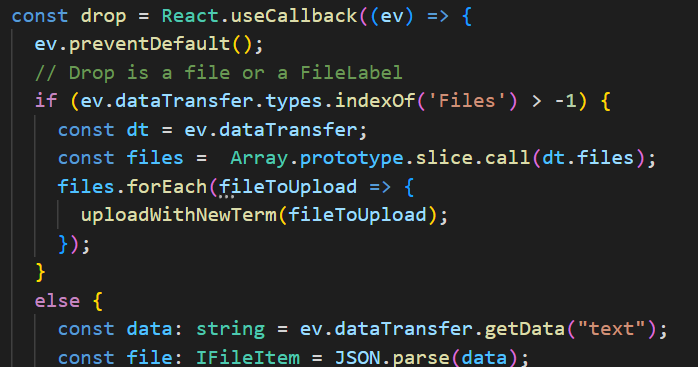 const drop = React.useCallback((ev) => {
ev.preventDefault();
// Drop is a file or a FileLabel
if (ev.dataTransfer.types.indexOf('Files') > -1) {
const dt = ev.dataTransfer;
const files =  Array.prototype.slice.call(dt.files);
files.forEach(fileToUpload => {
uploadWithNewTerm(fileToUpload);
});
}
else {
const data: string = ev.dataTransfer.getData("text");
const file: IFileItem = JSON.parse(data);